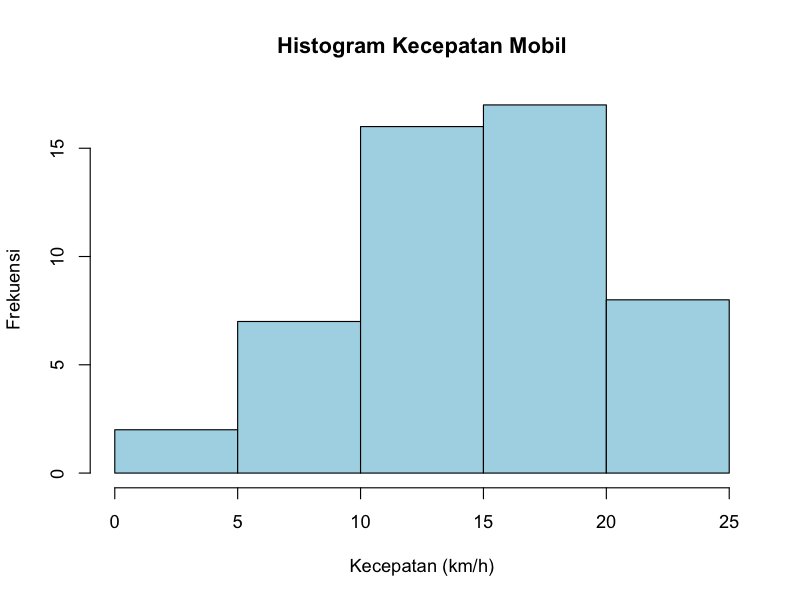 Histogram Kecepatan Mobil
Frekuensi
15
10
5
0
0 5 10 15 20 25
Kecepatan (km/h)